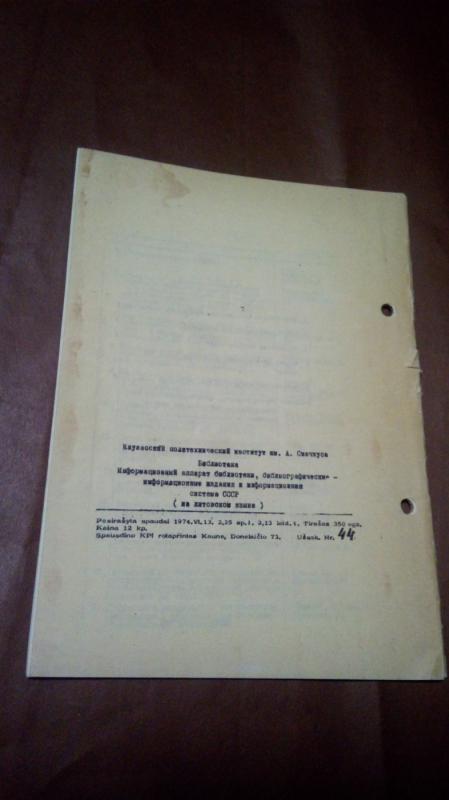 Каунасский политехнический институт им. А. Снечкуса
Библиотека
Информационный аппарат библиотеки, библиографические -
информационные издания и информационная
система СССР
( на литовском языке )
Pasirašyta spaudai 1974.VI.13. 2,25 sp.l. 2,13 leid.l. Tiražas 350 egz.
Kaina 12 kp.
Spausdino KPI rotaprintas Kaune, Donelaičio 73. Užsak. Nr. 44